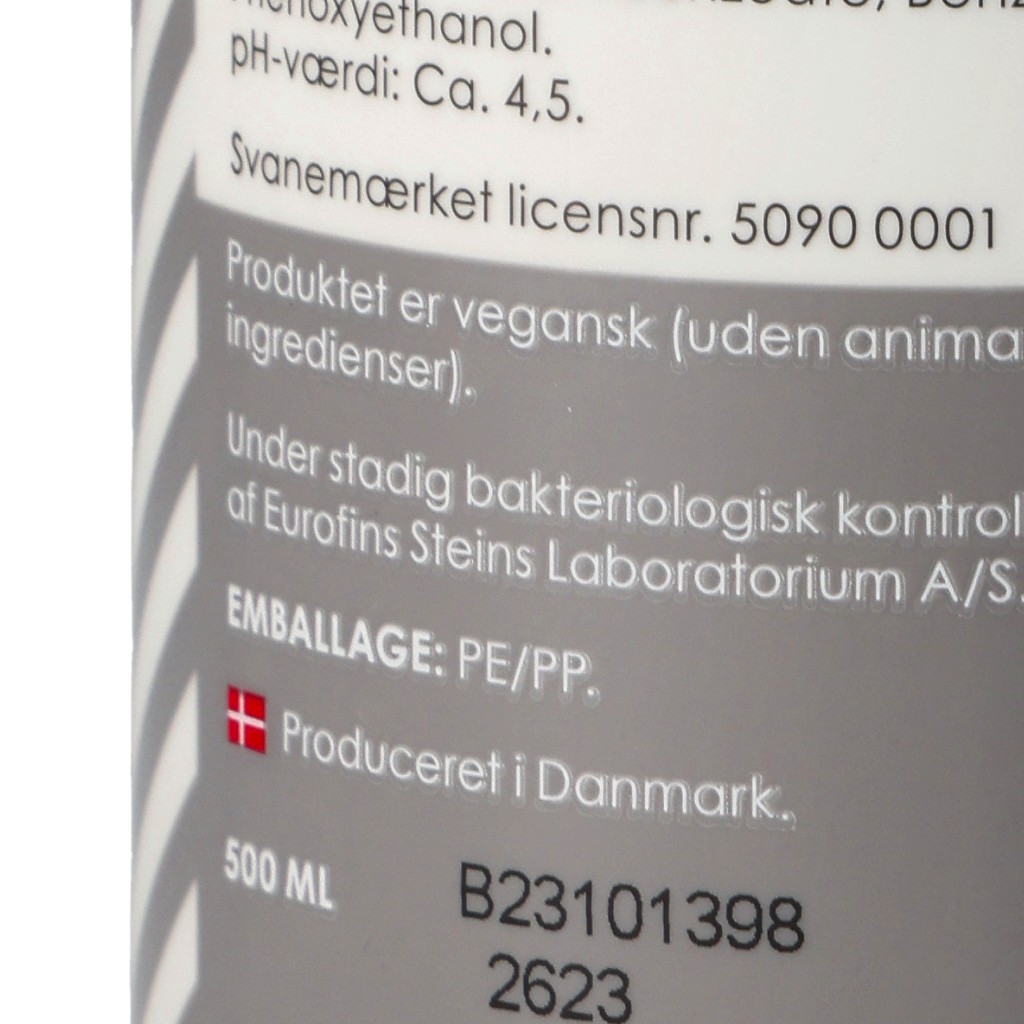 Phenoxyethanol.
pH-værdi: Ca. 4,5.
Svanemærket licensnr. 5090 0001
Produktet er vegansk (uden anima
ingredienser).
Under stadig bakteriologisk kontrol
af Eurofins Steins Laboratorium A/S.
EMBALLAGE: PE/PP.
Produceret i Danmark.
500 ML
B23101398
2623